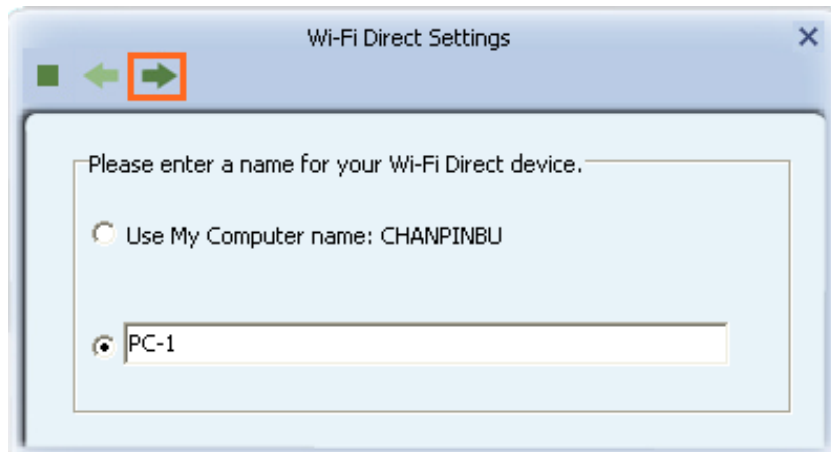 Wi-Fi Direct Settings
Please enter a name for your Wi-Fi Direct device.
Use My Computer name: CHANPINBU
PC-1